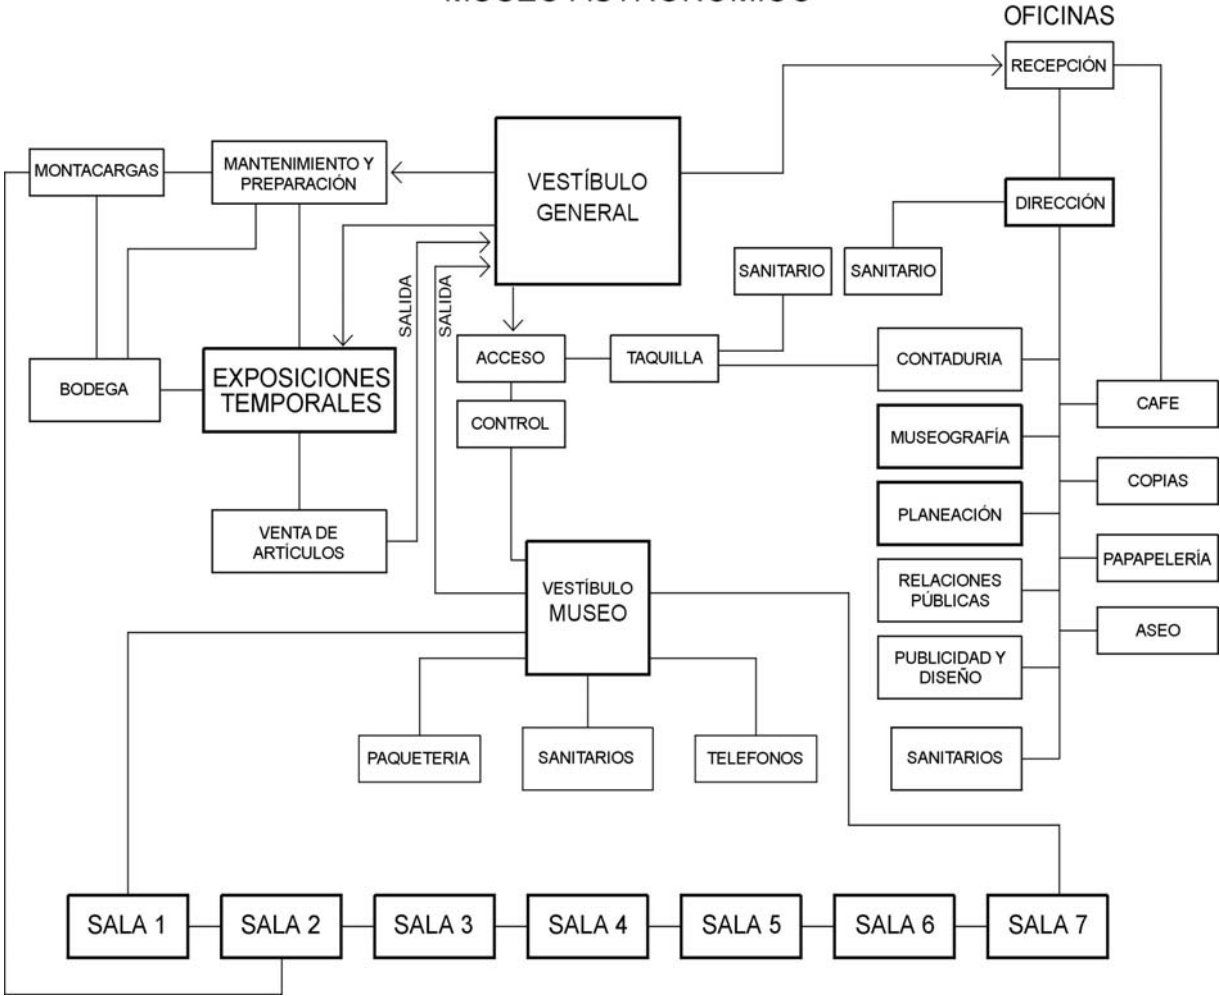 MUSEO ASTRONÓMICO
OFICINAS
RECEPCIÓN
MONTACARGAS
MANTENIMIENTO Y
PREPARACIÓN
VESTÍBULO
GENERAL
DIRECCIÓN
SANITARIO
SANITARIO
SALIDA
SALIDA
ACCESO
TAQUILLA
CONTADURIA
BODEGA
EXPOSICIONES
TEMPORALES
CAFE
CONTROL
MUSEOGRAFÍA
COPIAS
PLANEACIÓN
VENTA DE
ARTÍCULOS
PAPAPELERÍA
VESTÍBULO
MUSEO
RELACIONES
PÚBLICAS
ASEO
PUBLICIDAD Y
DISEÑO
PAQUETERIA
SANITARIOS
TELEFONOS
SANITARIOS
SALA 1
SALA 2
SALA 3
SALA 4
SALA 5
SALA 6
SALA 7